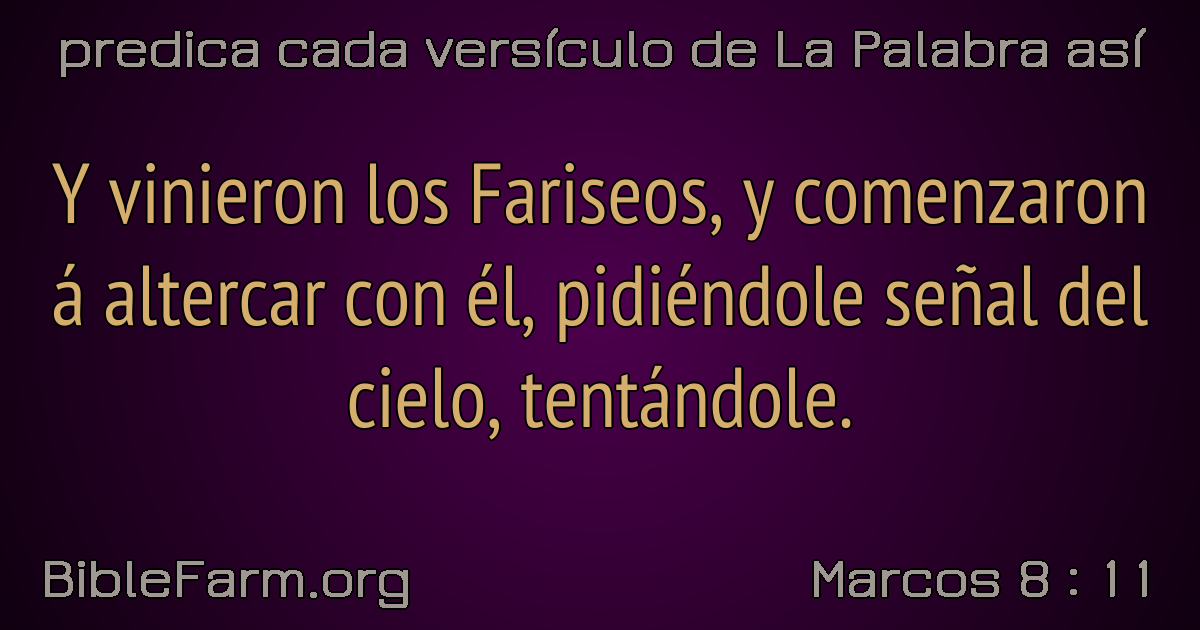 predica cada versículo de La Palabra así
Y vinieron los Fariseos, y comenzaron
á altercar con él, pidiéndole señal del
cielo, tentándole.
BibleFarm.org
Marcos 8 : 11